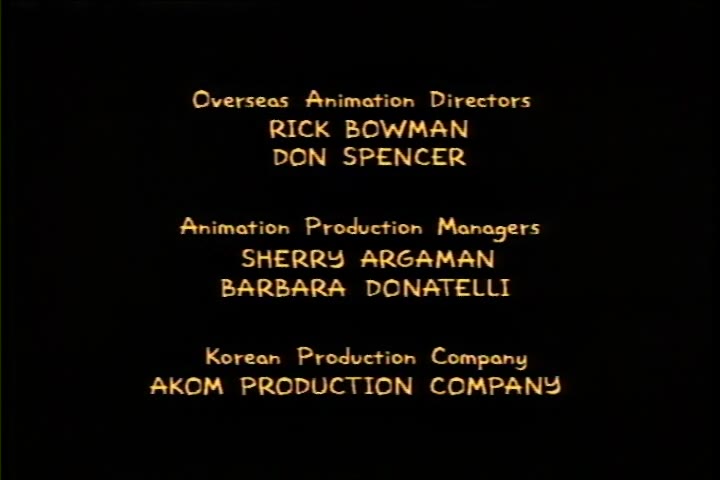 Overseas Animation Directors
RICK BOWMAN
DON SPENCER
Animation Production Managers
SHERRY ARGAMAN
BARBARA DONATELLI
Korean Production Company
AKOM PRODUCTION COMPANY